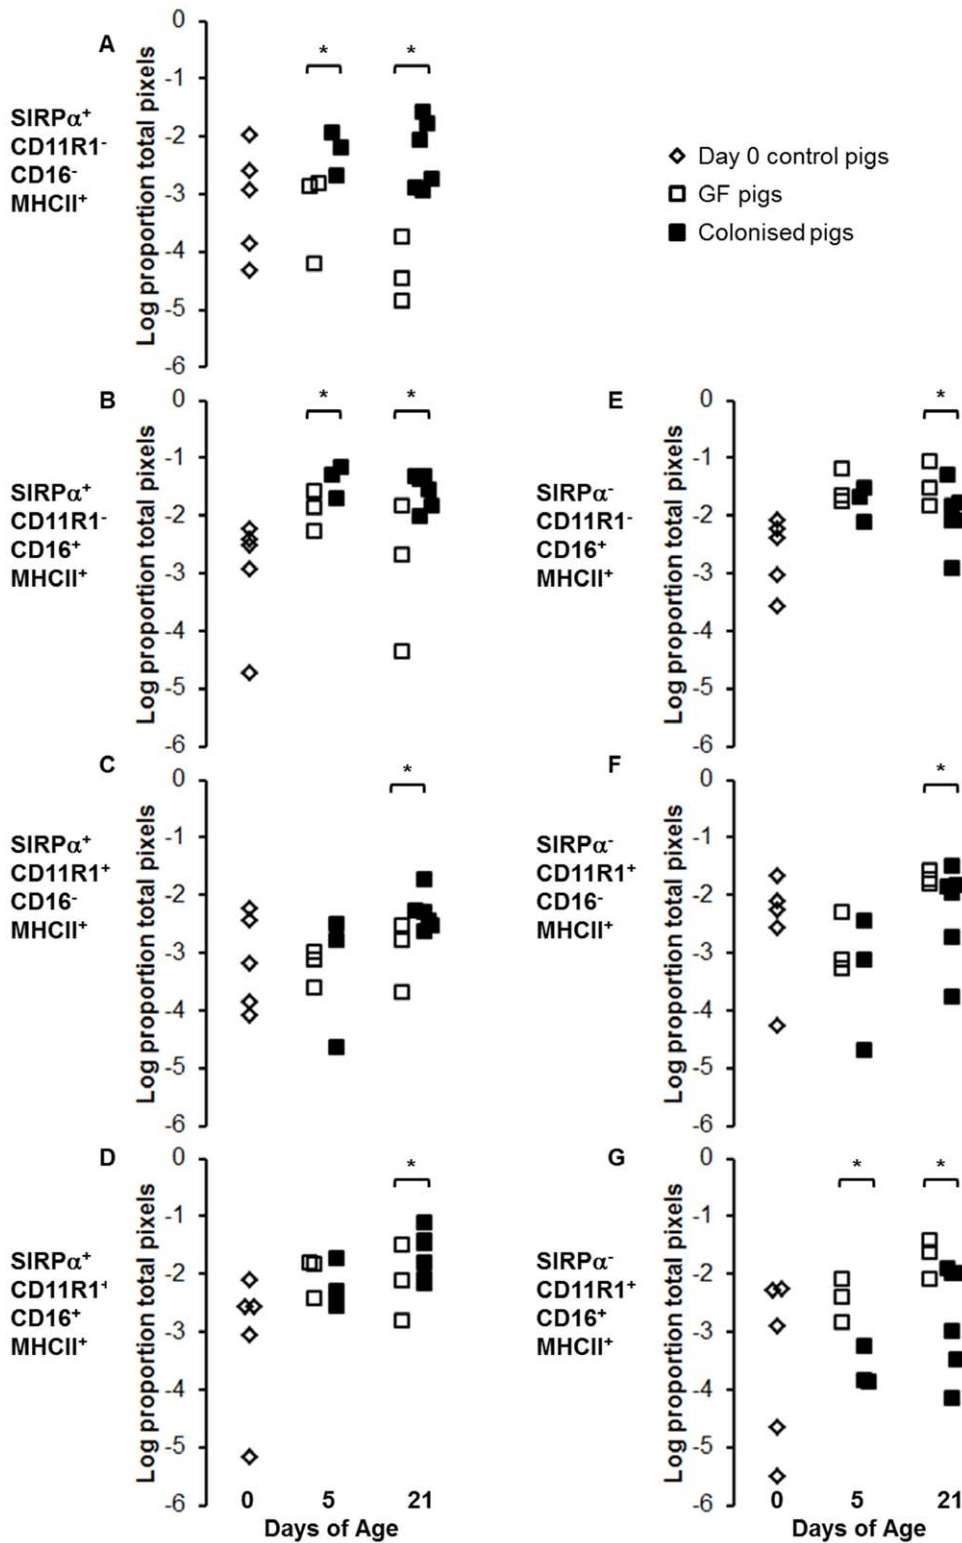 A
Log proportion total pixels
0
-1
-2
-3
-4
-5
-6
SIRPα⁺
CD11R1⁻
CD16⁻
MHCII⁺
*
*
Day 0 control pigs
GF pigs
Colonised pigs
B
Log proportion total pixels
0
-1
-2
-3
-4
-5
-6
SIRPα⁺
CD11R1⁻
CD16⁺
MHCII⁺
*
*
E
Log proportion total pixels
0
-1
-2
-3
-4
-5
-6
SIRPα⁻
CD11R1⁻
CD16⁺
MHCII⁺
*
C
Log proportion total pixels
0
-1
-2
-3
-4
-5
-6
SIRPα⁺
CD11R1⁺
CD16⁻
MHCII⁺
*
F
Log proportion total pixels
0
-1
-2
-3
-4
-5
-6
SIRPα⁻
CD11R1⁺
CD16⁻
MHCII⁺
*
D
Log proportion total pixels
0
-1
-2
-3
-4
-5
-6
SIRPα⁺
CD11R1⁺
CD16⁺
MHCII⁺
*
0 5 21
Days of Age
G
Log proportion total pixels
0
-1
-2
-3
-4
-5
-6
SIRPα⁻
CD11R1⁺
CD16⁺
MHCII⁺
*
*
0 5 21
Days of Age